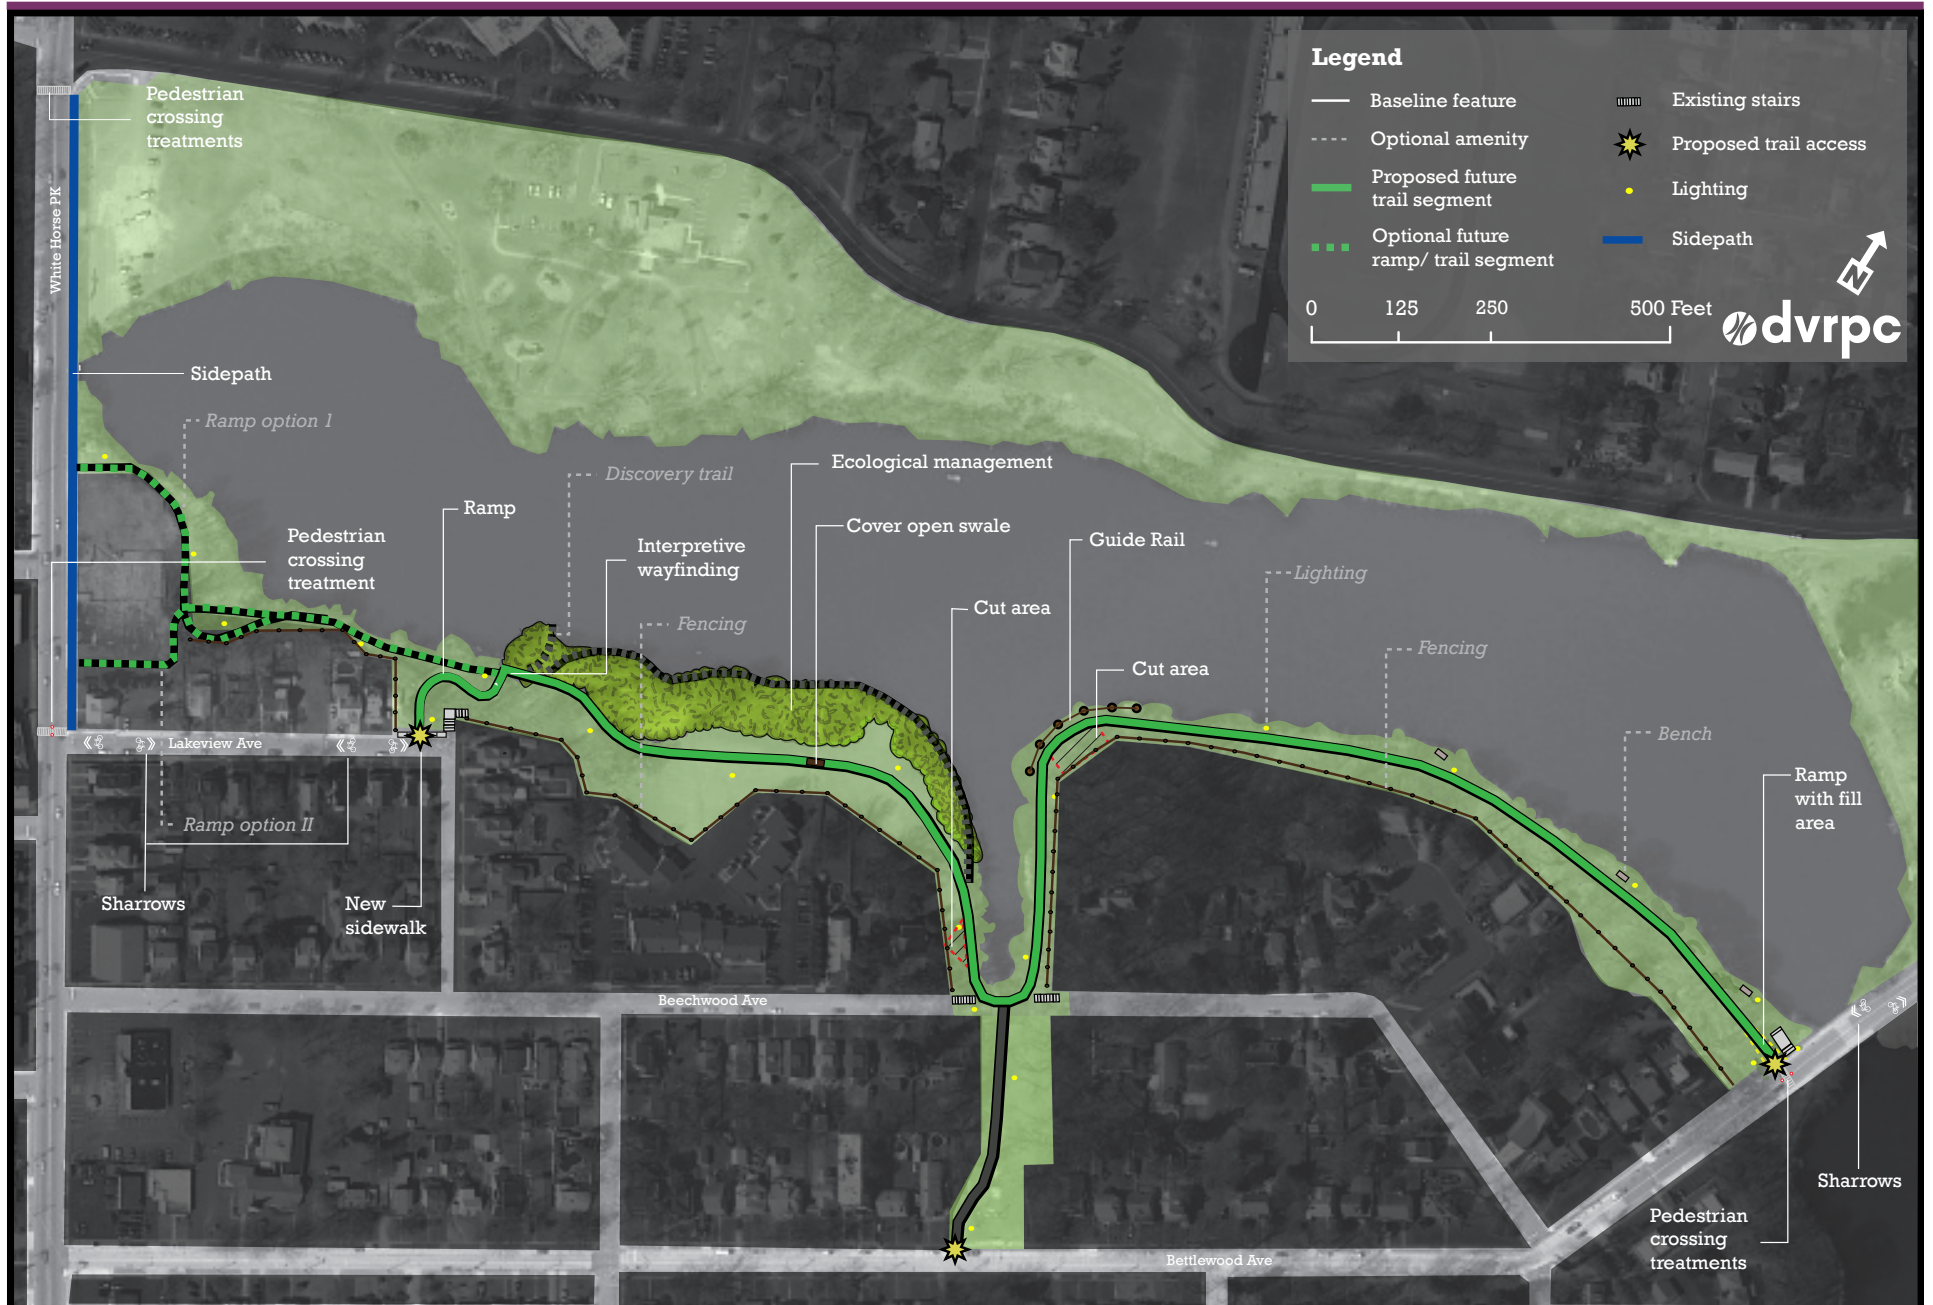 Legend
Baseline feature
Optional amenity
Proposed future
trail segment
Optional future
ramp/ trail segment
Existing stairs
Proposed trail access
Lighting
Sidepath
0 125 250 500 Feet
N
dvrpc
Pedestrian
crossing
treatments
White Horse PK
Sidepath
Ramp option 1
Discovery trail
Ecological management
Ramp
Cover open swale
Pedestrian
crossing
treatment
Interpretive
wayfinding
Guide Rail
Lighting
Cut area
Fencing
Cut area
Fencing
Bench
Lakeview Ave
Ramp
with fill
area
Ramp option II
Sharrows
New
sidewalk
Beechwood Ave
Sharrows
Pedestrian
crossing
treatments
Bettlewood Ave